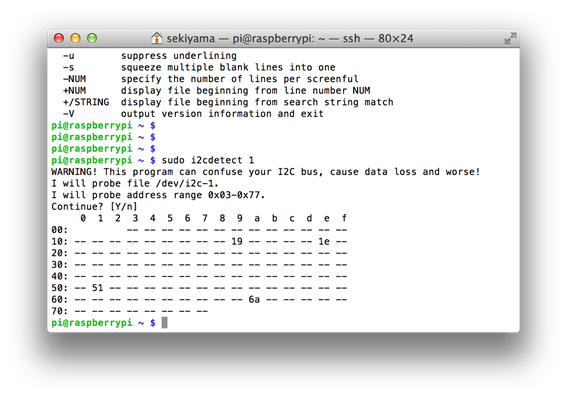 sekiyama — pi@raspberrypi: ~ — ssh — 80×24
  -u        suppress underlining
  -s        squeeze multiple blank lines into one
  -NUM      specify the number of lines per screenful
  +NUM      display file beginning from line number NUM
  +/STRING  display file beginning from search string match
  -V        output version information and exit
pi@raspberrypi ~ $
pi@raspberrypi ~ $
pi@raspberrypi ~ $
pi@raspberrypi ~ $ sudo i2cdetect 1
WARNING! This program can confuse your I2C bus, cause data loss and worse!
I will probe file /dev/i2c-1.
I will probe address range 0x03-0x77.
Continue? [Y/n]
     0  1  2  3  4  5  6  7  8  9  a  b  c  d  e  f
00:          -- -- -- -- -- -- -- -- -- -- -- -- --
10: -- -- -- -- -- -- -- -- -- 19 -- -- -- -- 1e --
20: -- -- -- -- -- -- -- -- -- -- -- -- -- -- -- --
30: -- -- -- -- -- -- -- -- -- -- -- -- -- -- -- --
40: -- -- -- -- -- -- -- -- -- -- -- -- -- -- -- --
50: -- 51 -- -- -- -- -- -- -- -- -- -- -- -- -- --
60: -- -- -- -- -- -- -- -- -- -- 6a -- -- -- -- --
70: -- -- -- -- -- -- -- --
pi@raspberrypi ~ $